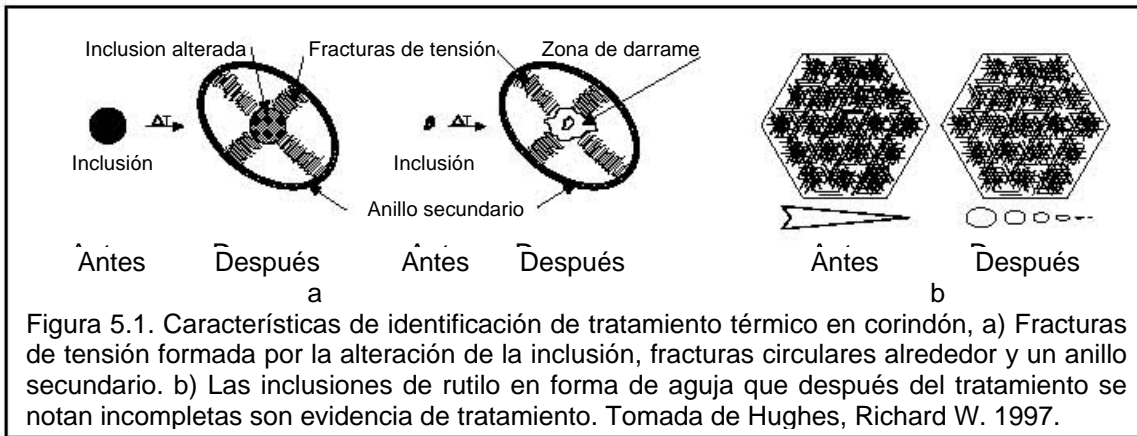 Inclusion alterada Fracturas de tensión Zona de darrame
ΔT ΔT
Inclusión Inclusión
Anillo secundario
Antes Después Antes Después Antes Después
a b
Figura 5.1. Características de identificación de tratamiento térmico en corindón, a) Fracturas
de tensión formada por la alteración de la inclusión, fracturas circulares alrededor y un anillo
secundario. b) Las inclusiones de rutilo en forma de aguja que después del tratamiento se
notan incompletas son evidencia de tratamiento. Tomada de Hughes, Richard W. 1997.